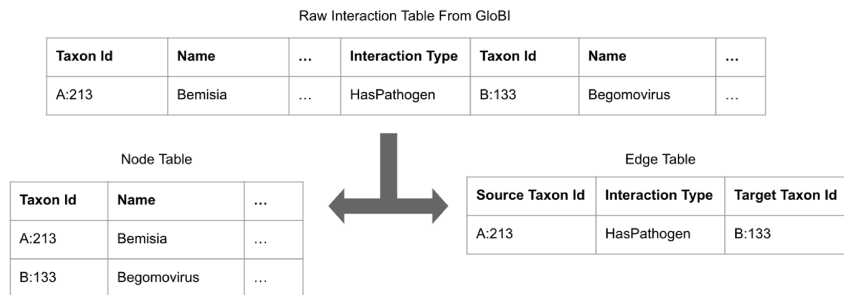 Raw Interaction Table From GloBI
Taxon Id Name ... Interaction Type Taxon Id Name ...
A:213 Bemisia ... HasPathogen B:133 Begomovirus ...
Node Table
Taxon Id Name ...
A:213 Bemisia ...
B:133 Begomovirus ...
Edge Table
Source Taxon Id Interaction Type Target Taxon Id
A:213 HasPathogen B:133